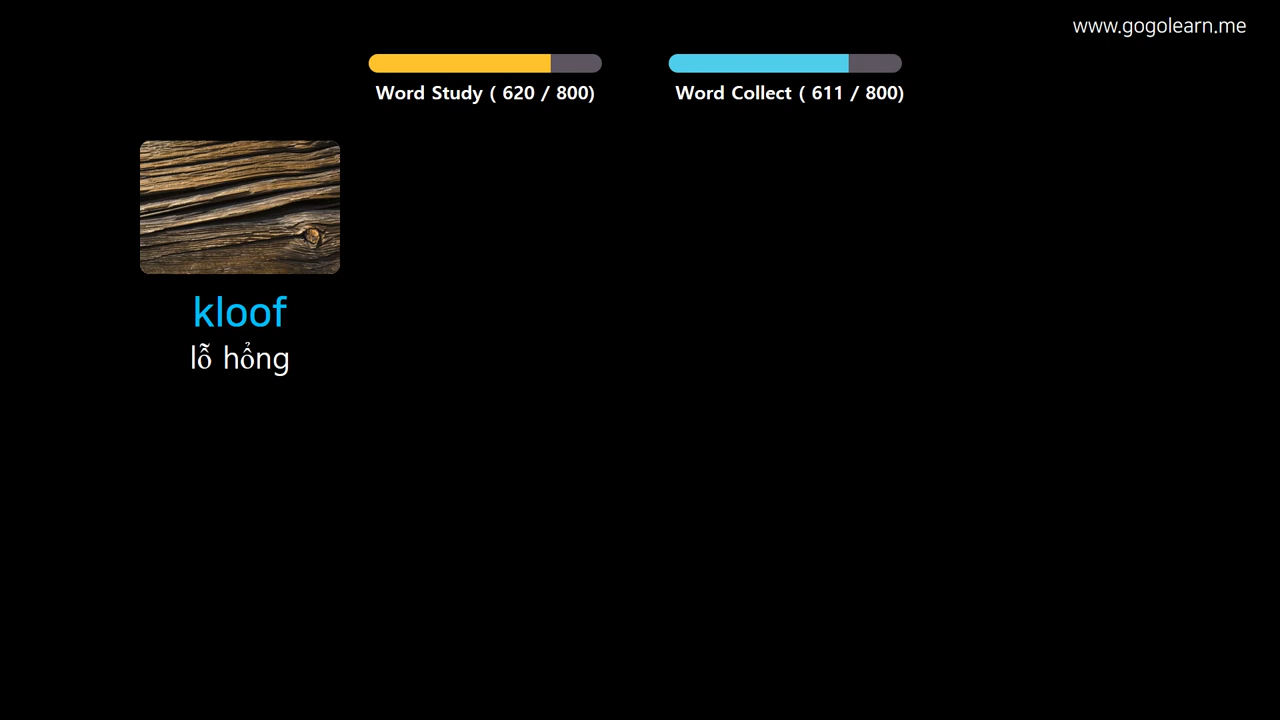 www.gogolearn.me
Word Study ( 620 / 800)
Word Collect ( 611 / 800)
kloof
lỗ hổng